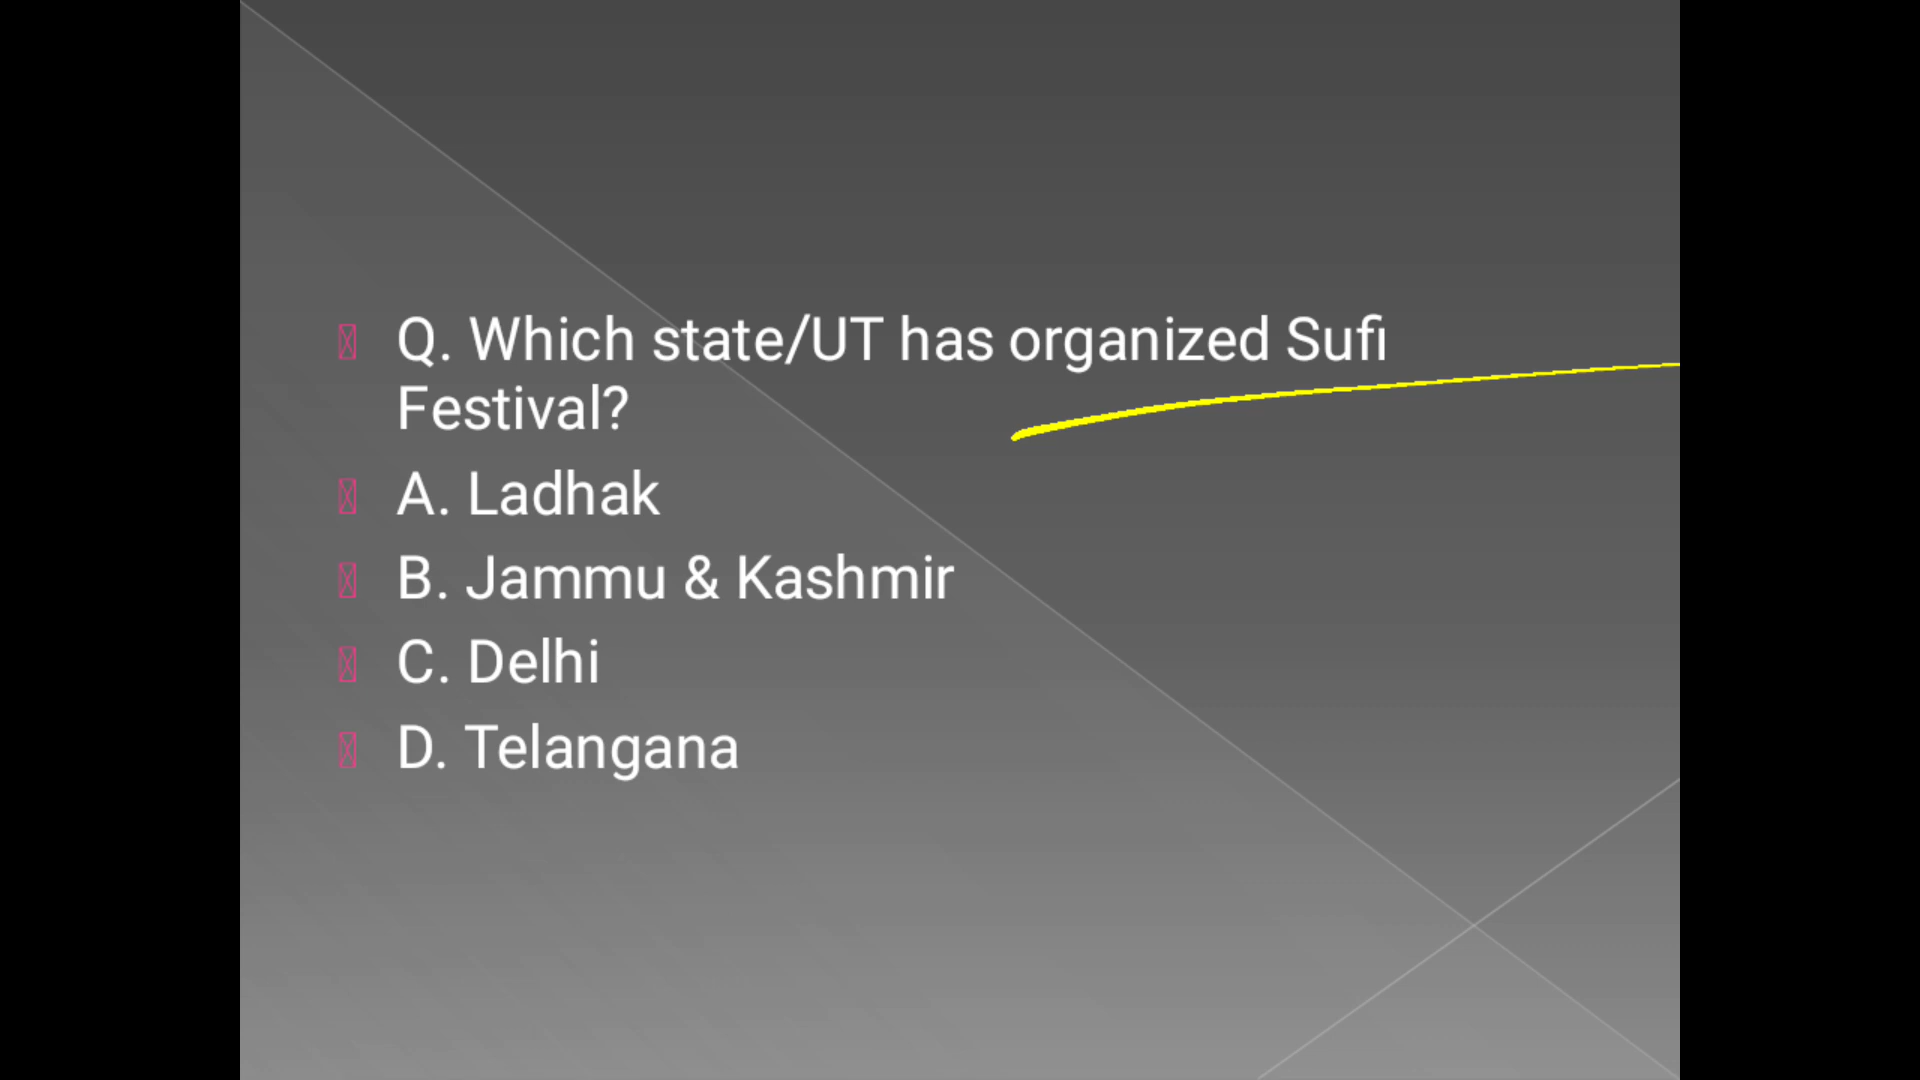 Q. Which state/UT has organized Sufi
Festival?
A. Ladhak
B. Jammu & Kashmir
C. Delhi
D. Telangana